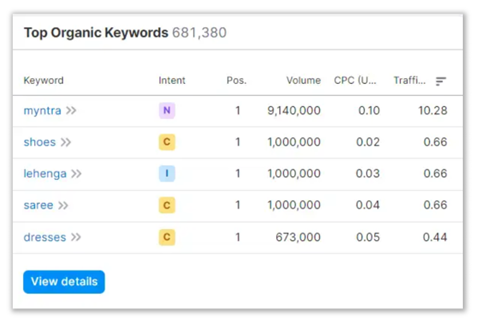 Top Organic Keywords 681,380
Keyword Intent Pos. Volume CPC (U... Traffi...
myntra N 1 9,140,000 0.10 10.28
shoes C 1 1,000,000 0.02 0.66
lehenga I 1 1,000,000 0.03 0.66
saree C 1 1,000,000 0.04 0.66
dresses C 1 673,000 0.05 0.44
View details